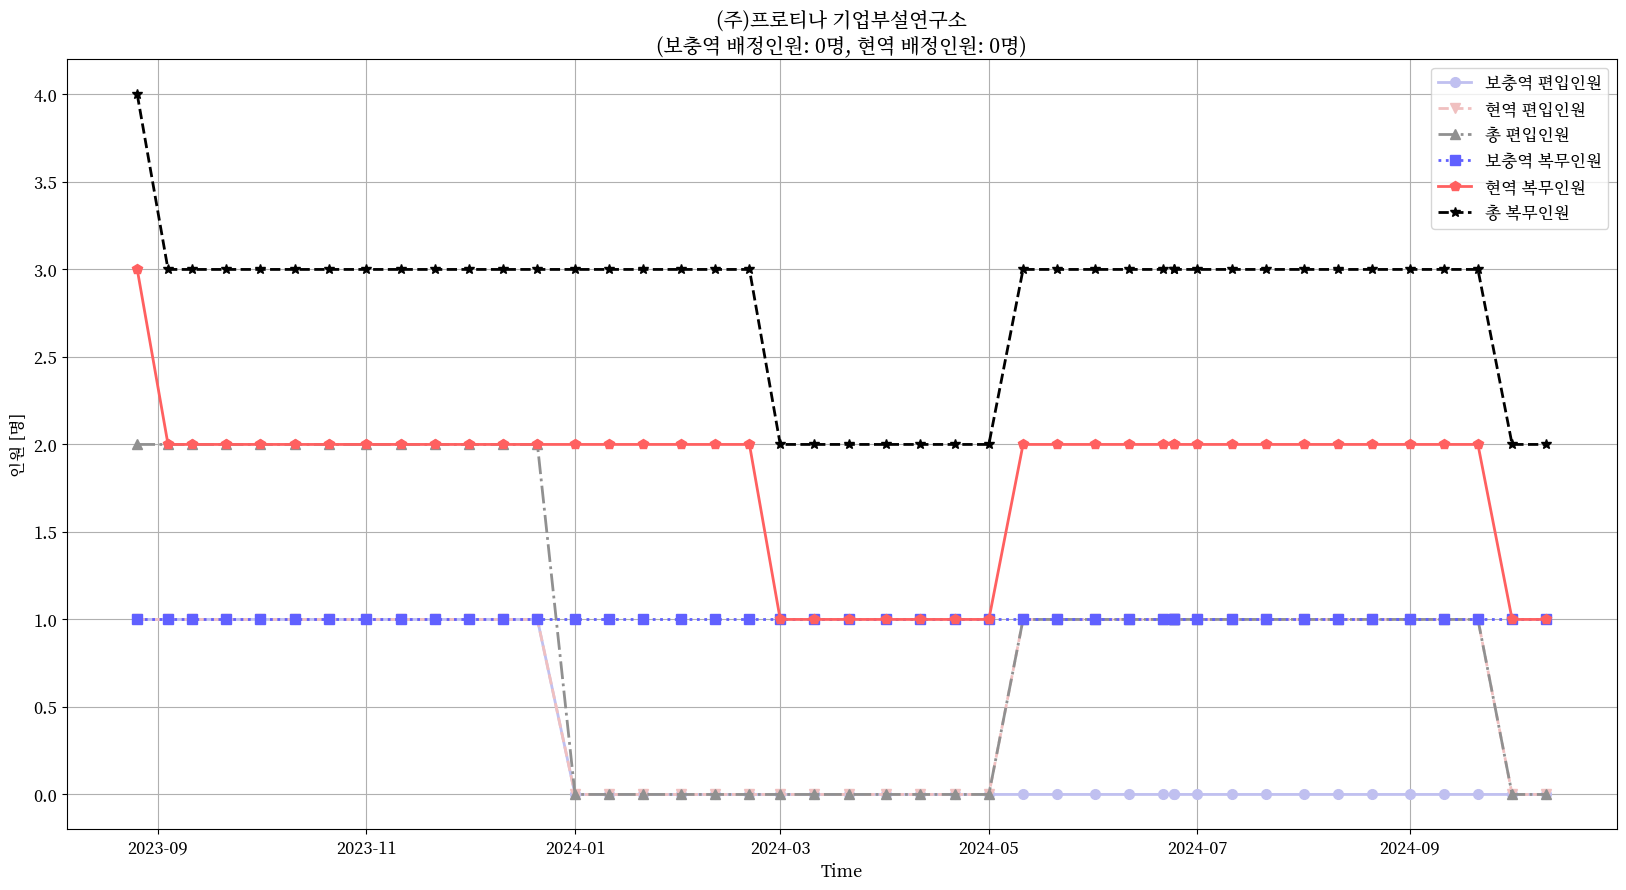 (주)프로티나 기업부설연구소
(보충역 배정인원: 0명, 현역 배정인원: 0명)
보충역 편입인원
현역 편입인원
총 편입인원
보충역 복무인원
현역 복무인원
총 복무인원
4.0
3.5
3.0
2.5
2.0
1.5
1.0
0.5
0.0
인원 [명]
2023-09 2023-11 2024-01 2024-03 2024-05 2024-07 2024-09
Time